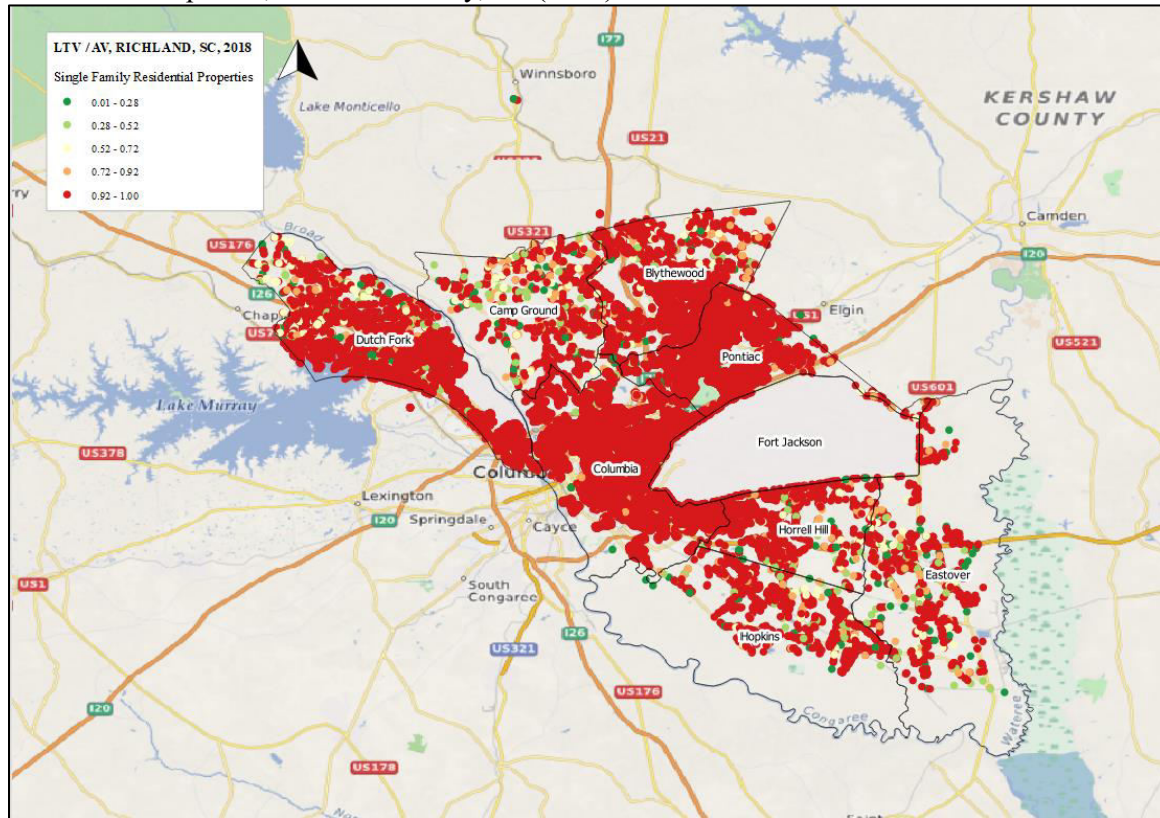 LTV / AV, RICHLAND, SC, 2018
Single Family Residential Properties
0.01 - 0.28
0.28 - 0.52
0.52 - 0.72
0.72 - 0.92
0.92 - 1.00
I77
Winnsboro
Lake Monticello
KERSHAW
COUNTY
US21
Camden
Broad
US176
US321
I20
Blythewood
I26
Camp Ground
Elgin
Chap
Dutch Fork
Pontiac
US521
US601
Lake Murray
Fort Jackson
US378
Columbia
Lexington
I20
Springdale
Cayce
Horrell Hill
Eastover
US1
South
Congaree
Hopkins
I26
US321
US176
I20
Congaree
Wateree
US178